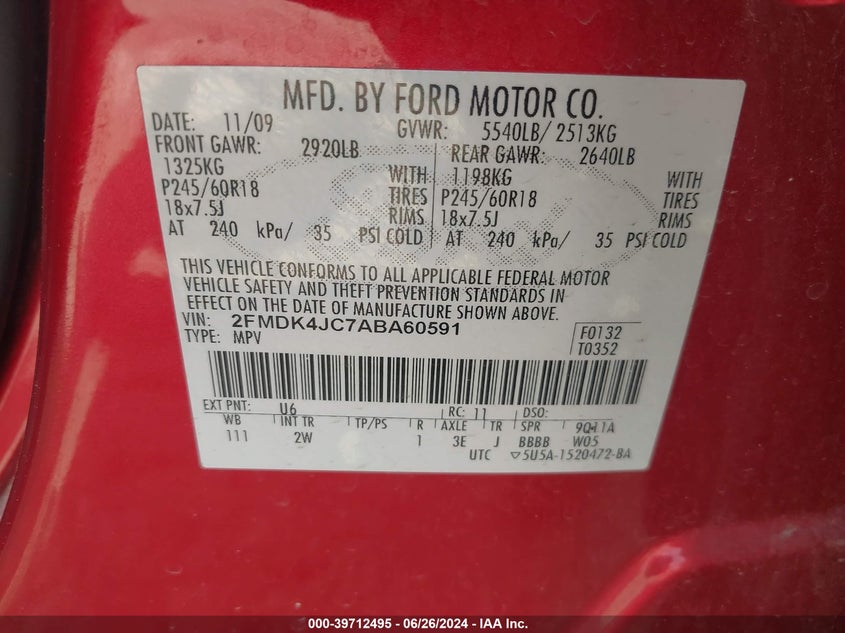 MFD. BY FORD MOTOR CO.
DATE: 11/09 GVWR: 5540LB/ 2513KG
FRONT GAWR: 2920LB REAR GAWR: 2640LB
1325KG WITH 1198KG WITH
P245/60R18 TIRES P245/60R18 TIRES
18x7.5J RIMS 18x7.5J RIMS
AT 240 kPa/ 35 PSI COLD AT 240 kPa/ 35 PSI COLD
THIS VEHICLE CONFORMS TO ALL APPLICABLE FEDERAL MOTOR
VEHICLE SAFETY AND THEFT PREVENTION STANDARDS IN
EFFECT ON THE DATE OF MANUFACTURE SHOWN ABOVE.
VIN: 2FMDK4JC7ABA60591 F0132
TYPE: MPV T0352
EXT PNT: U6 RC: 11 DSO:
WB INT TR TP/PS R AXLE TR SPR 9Q11A
111 2W 1 3E J BBBB W05
UTC ▽5U5A-1520472-BA
000-39712495 - 06/26/2024 - IAA Inc.